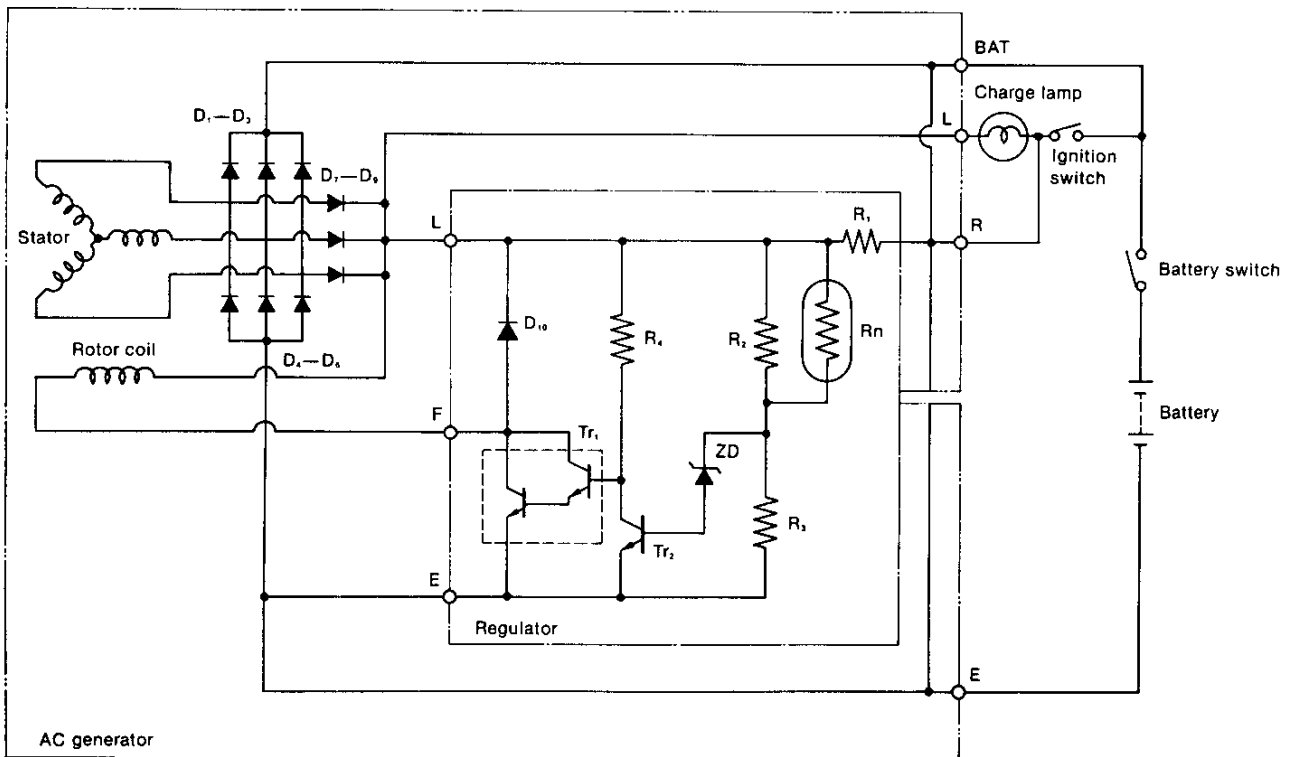 BAT
Charge lamp
D₁—D₃
L
Ignition
switch
D₇—D₉
R₁
L
R
Stator
Battery switch
D₁₀
R₄
R₂
Rn
Rotor coil
D₄—D₆
F
Tr₁
Battery
ZD
R₃
Tr₂
E
Regulator
E
AC generator